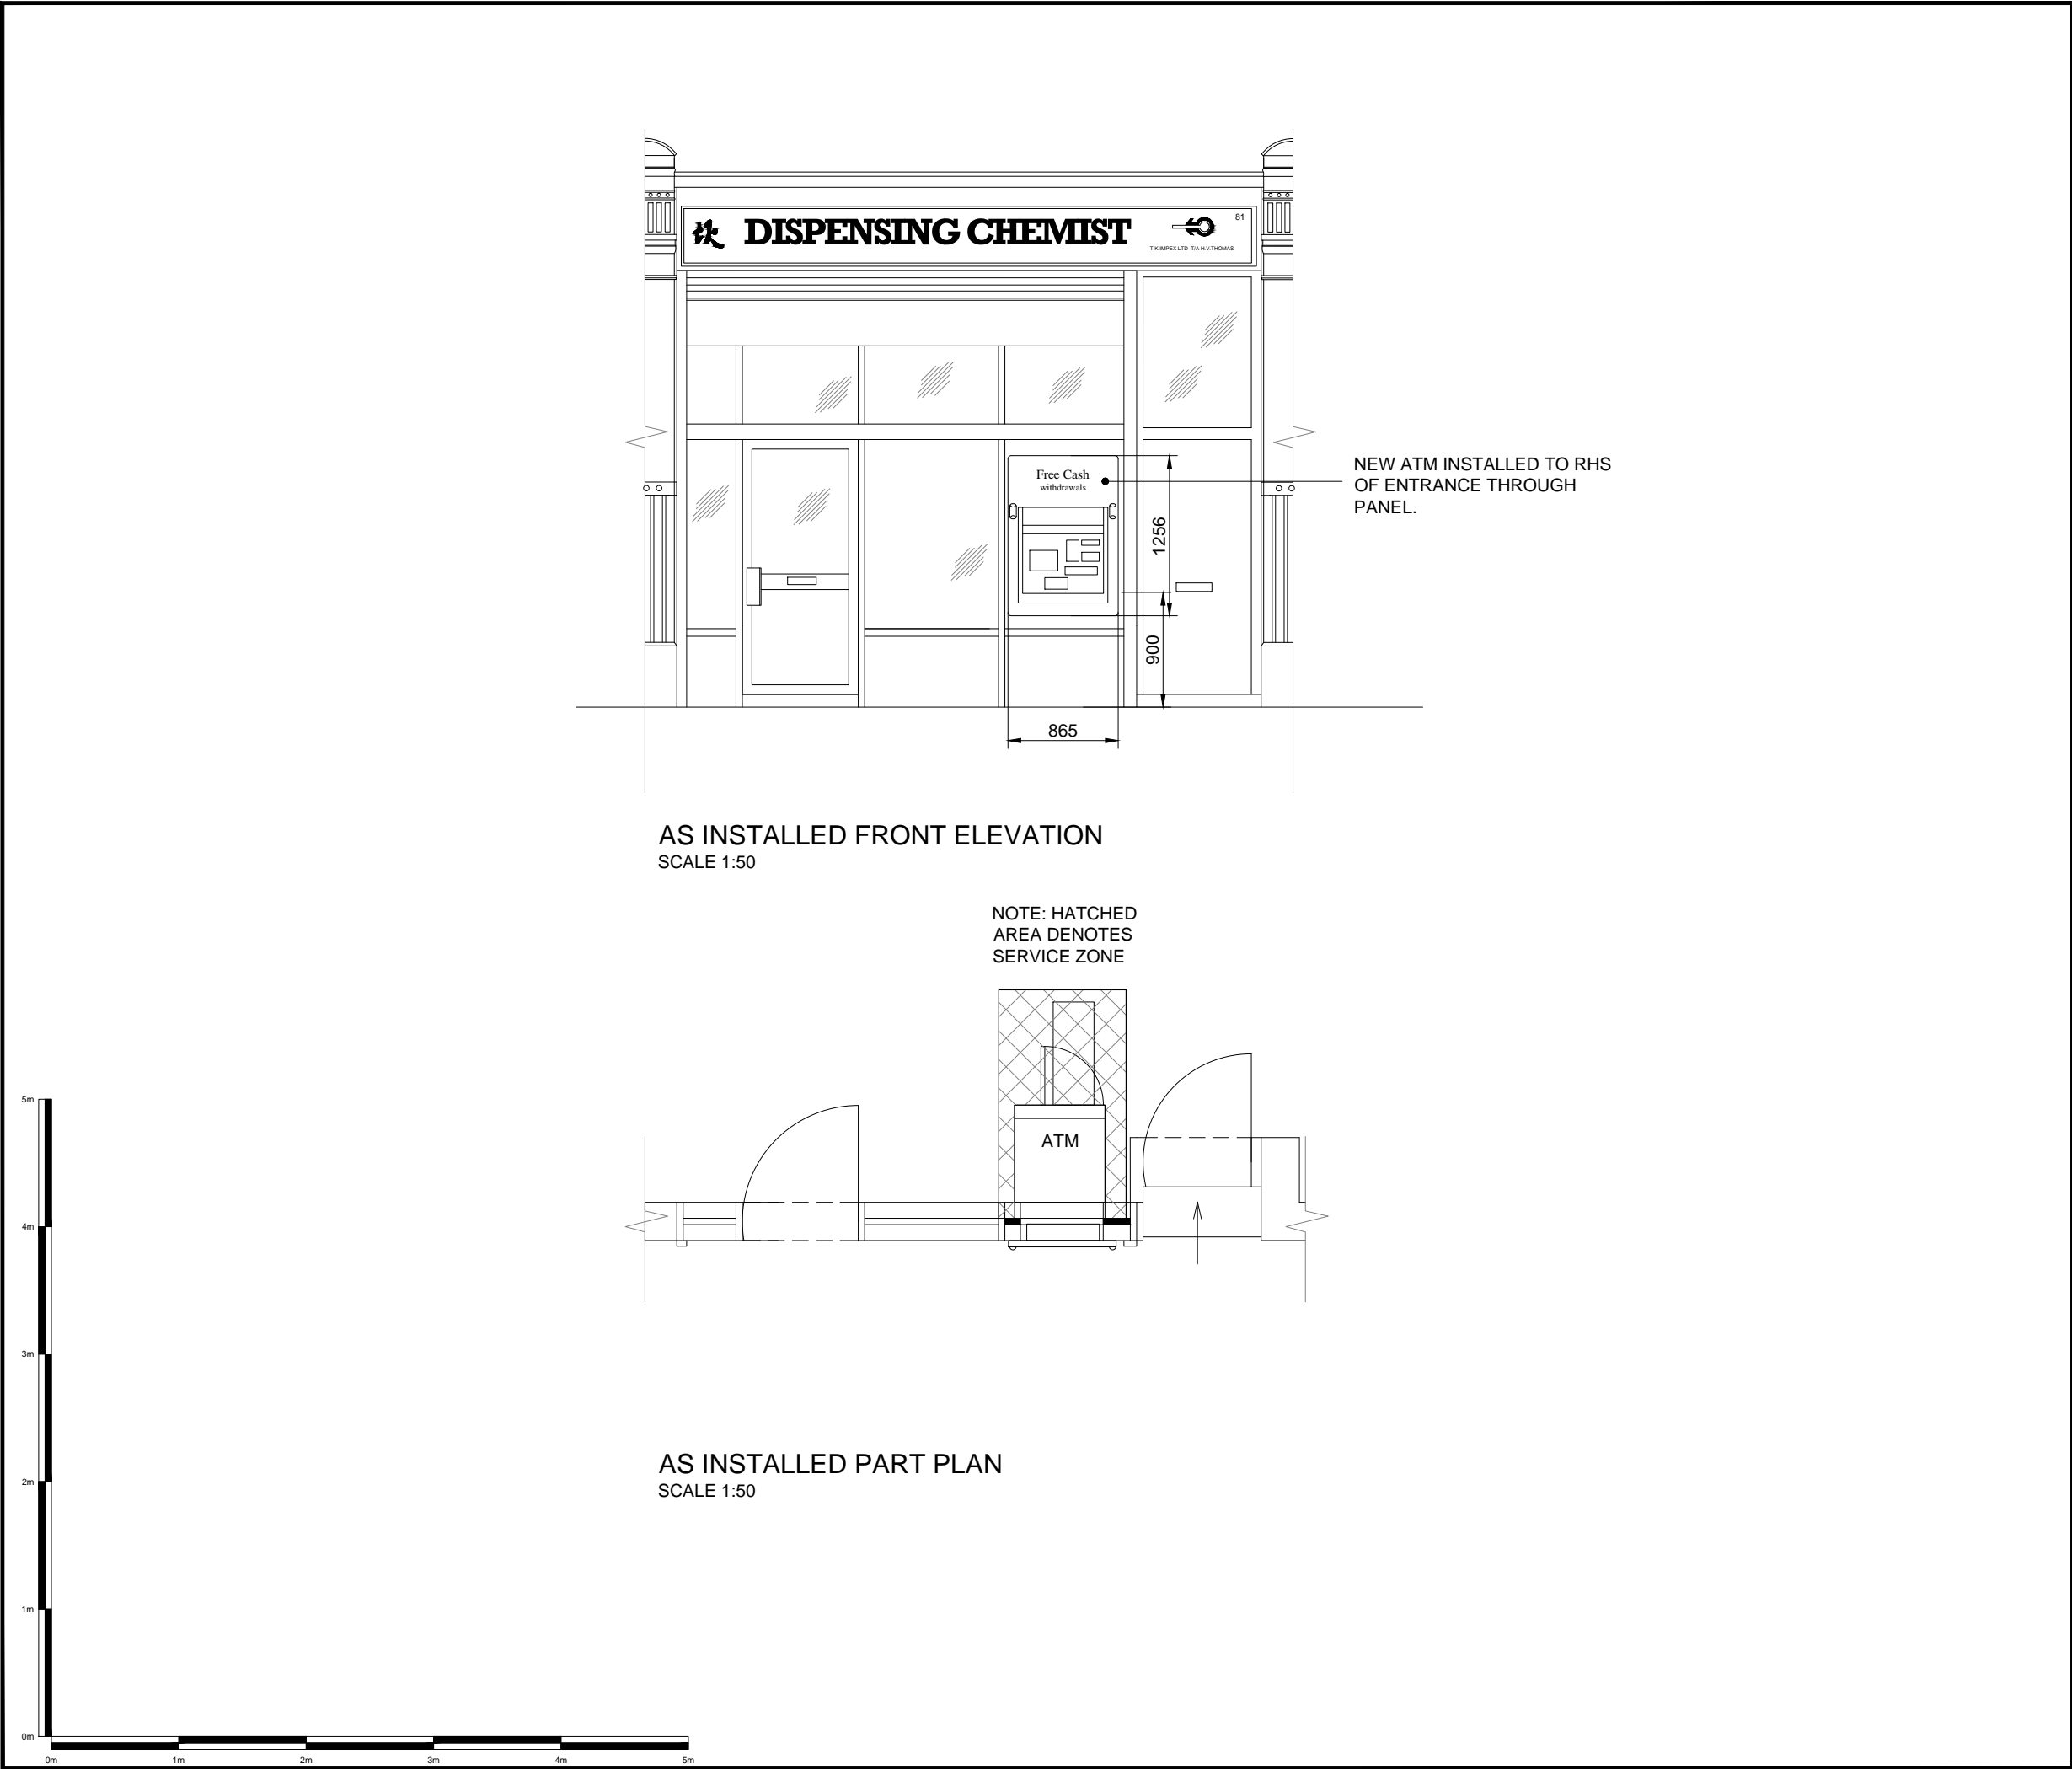 DISPENSING CHEMIST
81
T.K.IMPEX LTD T/A H.V.THOMAS
Free Cash
withdrawals
NEW ATM INSTALLED TO RHS
OF ENTRANCE THROUGH
PANEL.
1256
900
865
AS INSTALLED FRONT ELEVATION
SCALE 1:50
NOTE: HATCHED
AREA DENOTES
SERVICE ZONE
ATM
AS INSTALLED PART PLAN
SCALE 1:50
5m
4m
3m
2m
1m
0m
0m 1m 2m 3m 4m 5m